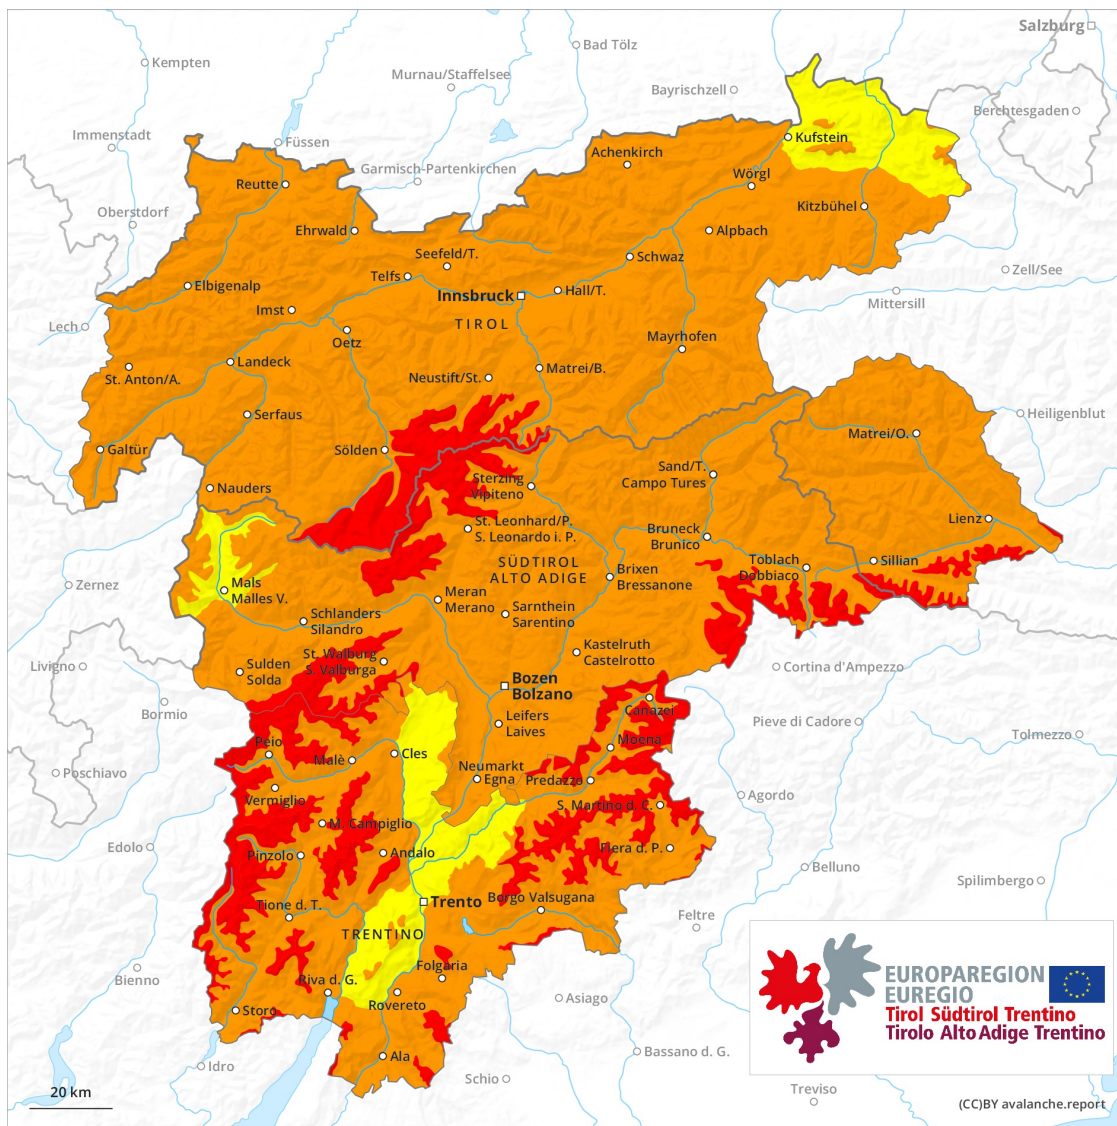 Salzburg
Bad Tölz
Kempten
Murnau/Staffelsee
Bayrischzell
Berchtesgaden
Immenstadt
Füssen
Kufstein
Achenkirch
Garmisch-Partenkirchen
Wörgl
Reutte
Oberstdorf
Kitzbühel
Ehrwald
Alpbach
Seefeld/T.
Schwaz
Telfs
Zell/See
Elbigenalp
Innsbruck
Hall/T.
Mittersill
Imst
TIROL
Lech
Oetz
Mayrhofen
Landeck
Matrei/B.
St. Anton/A.
Neustift/St.
Serfaus
Heiligenblut
Matrei/O.
Galtür
Sölden
Sand/T.
Campo Tures
Sterzing
Vipiteno
Nauders
Lienz
St. Leonhard/P.
S. Leonardo i. P.
Bruneck
Brunico
SÜDTIROL
ALTO ADIGE
Toblach
Dobbiaco
Sillian
Brixen
Bressanone
Zernez
Mals
Malles V.
Meran
Merano
Sarnthein
Sarentino
Schlanders
Silandro
Kastelruth
Castelrotto
St. Walburg
S. Valburga
Livigno
Sulden
Solda
Cortina d'Ampezzo
Bozen
Bolzano
Bormio
Canazei
Leifers
Laives
Pieve di Cadore
Tolmezzo
Peio
Moena
Cles
Malè
Poschiavo
Neumarkt
Egna
Predazzo
Vermiglio
Agordo
S. Martino d. C.
M. Campiglio
Edolo
Fiera d. P.
Pinzolo
Andalo
Belluno
Spilimbergo
Tione d. T.
Trento
Borgo Valsugana
Feltre
TRENTINO
Folgaria
Bienno
Riva d. G.
Rovereto
Asiago
Storo
EUROPAREGION
EUREGIO
Tirol Südtirol Trentino
Tirolo Alto Adige Trentino
Ala
Idro
Bassano d. G.
Schio
Treviso
20 km
(CC)BY avalanche.report